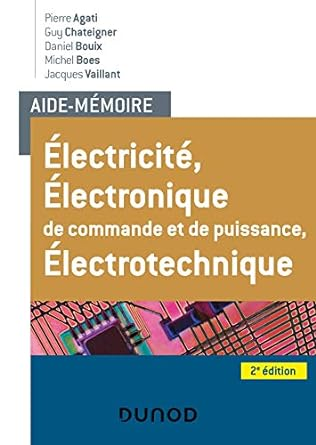 Pierre Agati
Guy Chateigner
Daniel Bouix
Michel Boes
Jacques Vaillant
AIDE-MÉMOIRE
Électricité,
Électronique
de commande et de puissance,
Électrotechnique
2e édition
DUNOD